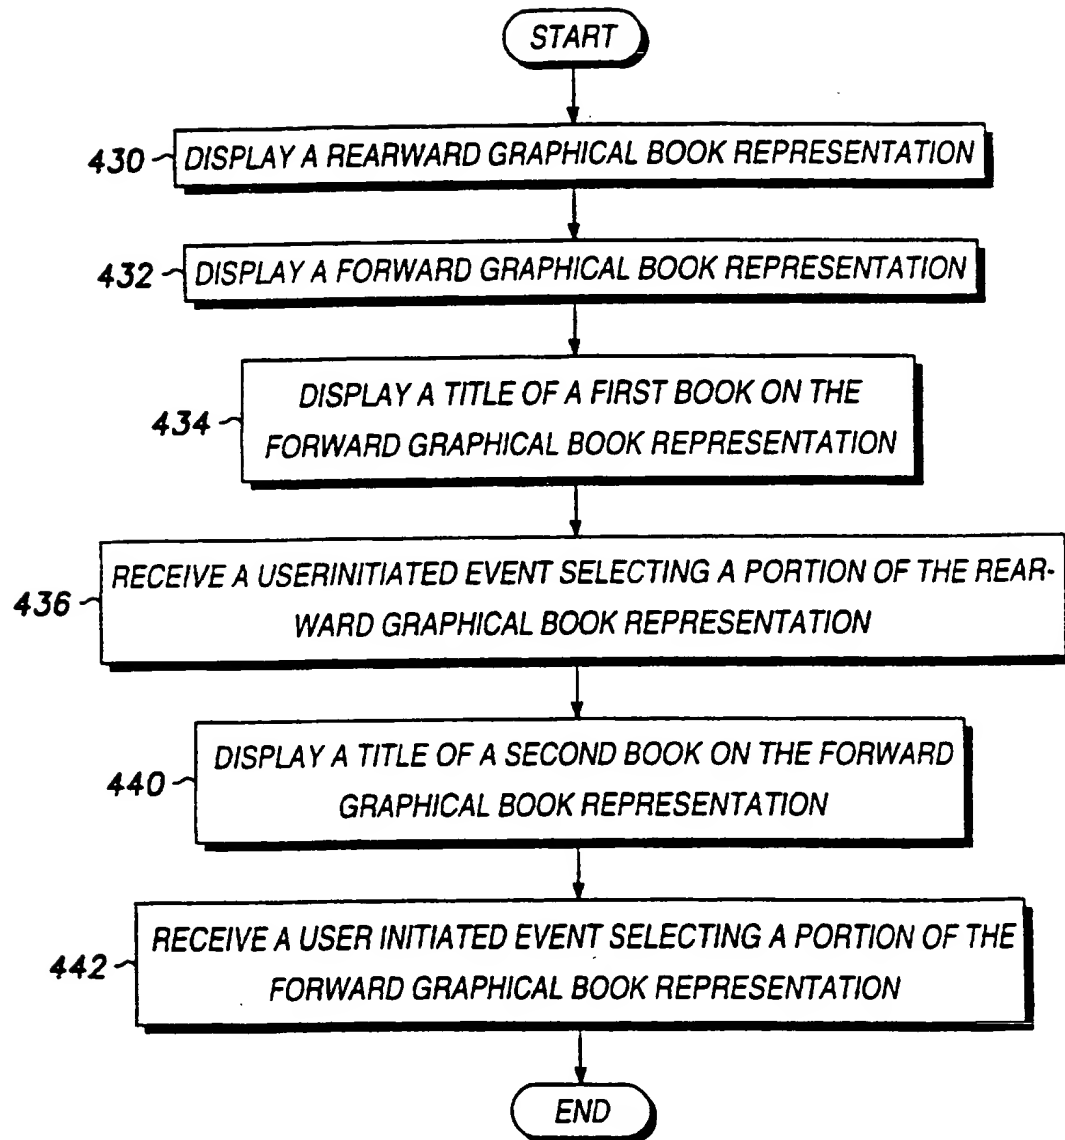 START
430 DISPLAY A REARWARD GRAPHICAL BOOK REPRESENTATION
432 DISPLAY A FORWARD GRAPHICAL BOOK REPRESENTATION
DISPLAY A TITLE OF A FIRST BOOK ON THE
434
FORWARD GRAPHICAL BOOK REPRESENTATION
RECEIVE A USERINITIATED EVENT SELECTING A PORTION OF THE REAR-
436
WARD GRAPHICAL BOOK REPRESENTATION
DISPLAY A TITLE OF A SECOND BOOK ON THE FORWARD
440
GRAPHICAL BOOK REPRESENTATION
RECEIVE A USER INITIATED EVENT SELECTING A PORTION OF THE
442
FORWARD GRAPHICAL BOOK REPRESENTATION
END